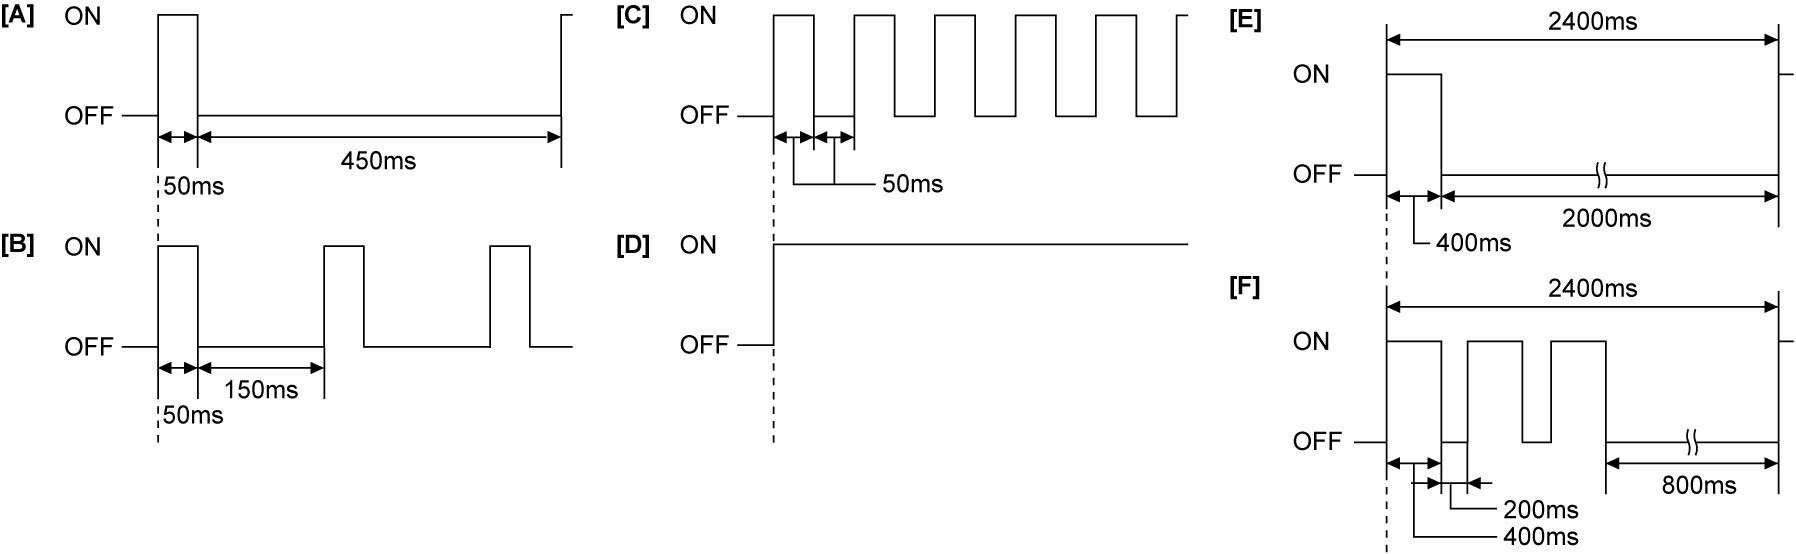 [A] ON
OFF
450ms
50ms
[B] ON
OFF
150ms
50ms
[C] ON
OFF
50ms
[D] ON
OFF
[E]
2400ms
ON
OFF
2000ms
400ms
[F]
2400ms
ON
OFF
800ms
200ms
400ms